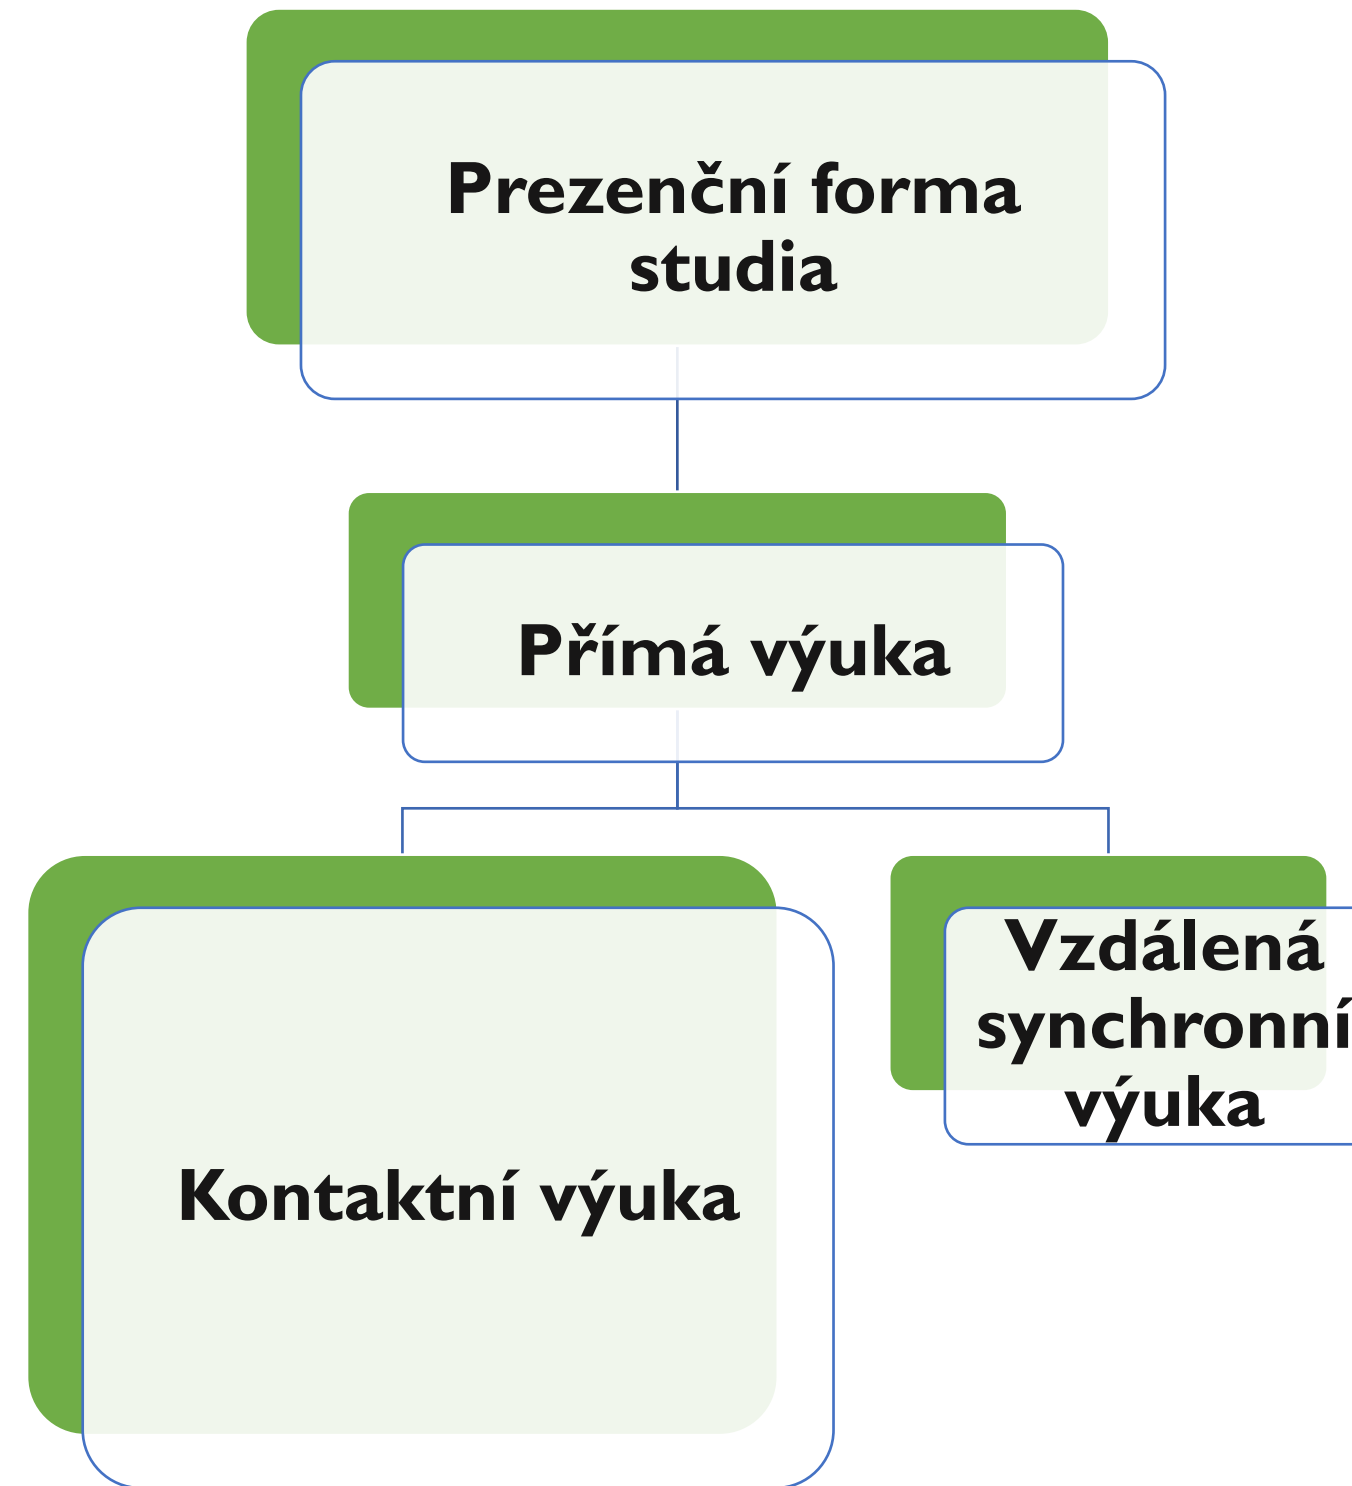 Prezenční forma
studia
Přímá výuka
Vzdálená
synchronní
výuka
Kontaktní výuka